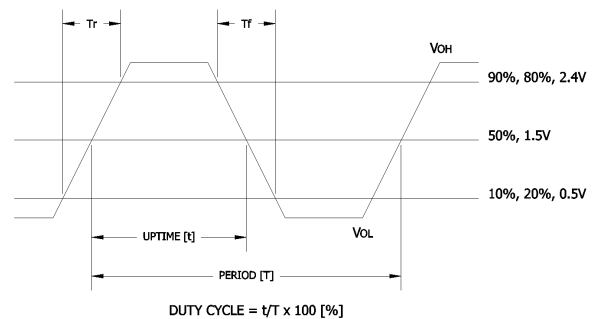 Tr
Tf
VOH
90%, 80%, 2.4V
50%, 1.5V
10%, 20%, 0.5V
UPTIME [t]
VOL
PERIOD [T]
DUTY CYCLE = t/T x 100 [%]